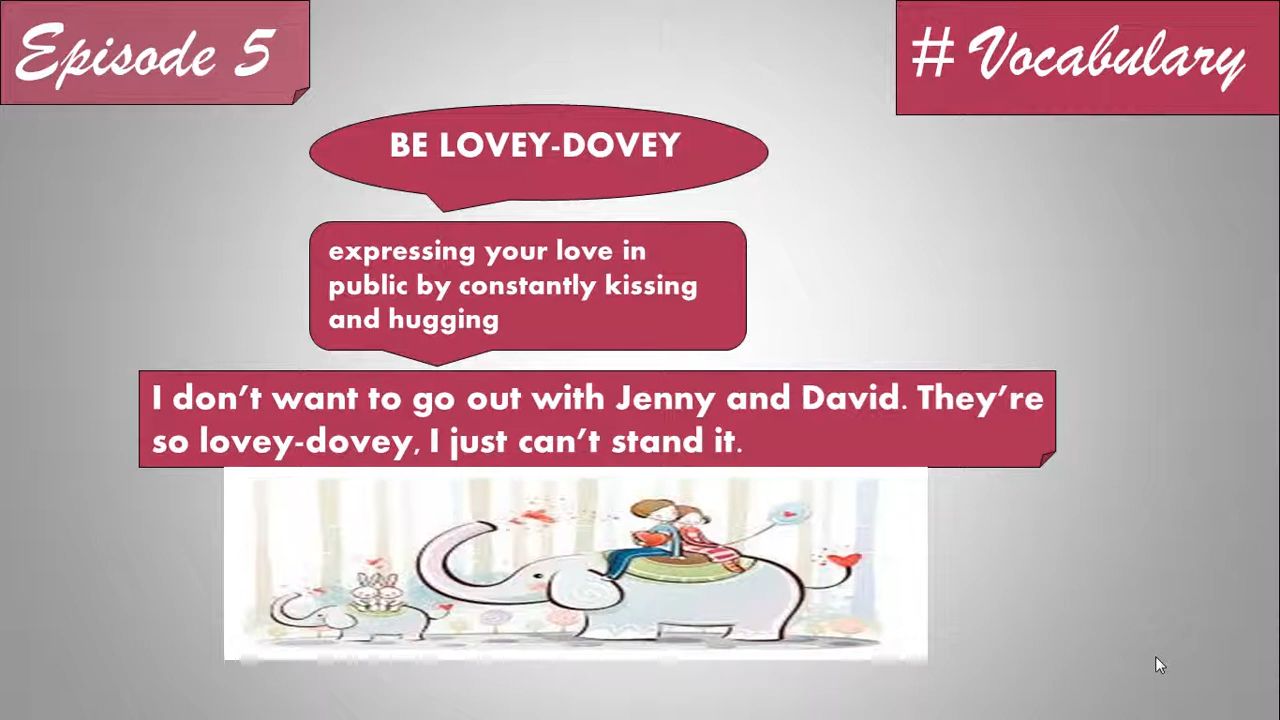 Episode 5
# Vocabulary
BE LOVEY-DOVEY
expressing your love in
public by constantly kissing
and hugging
I don't want to go out with Jenny and David. They're
so lovey-dovey, I just can't stand it.